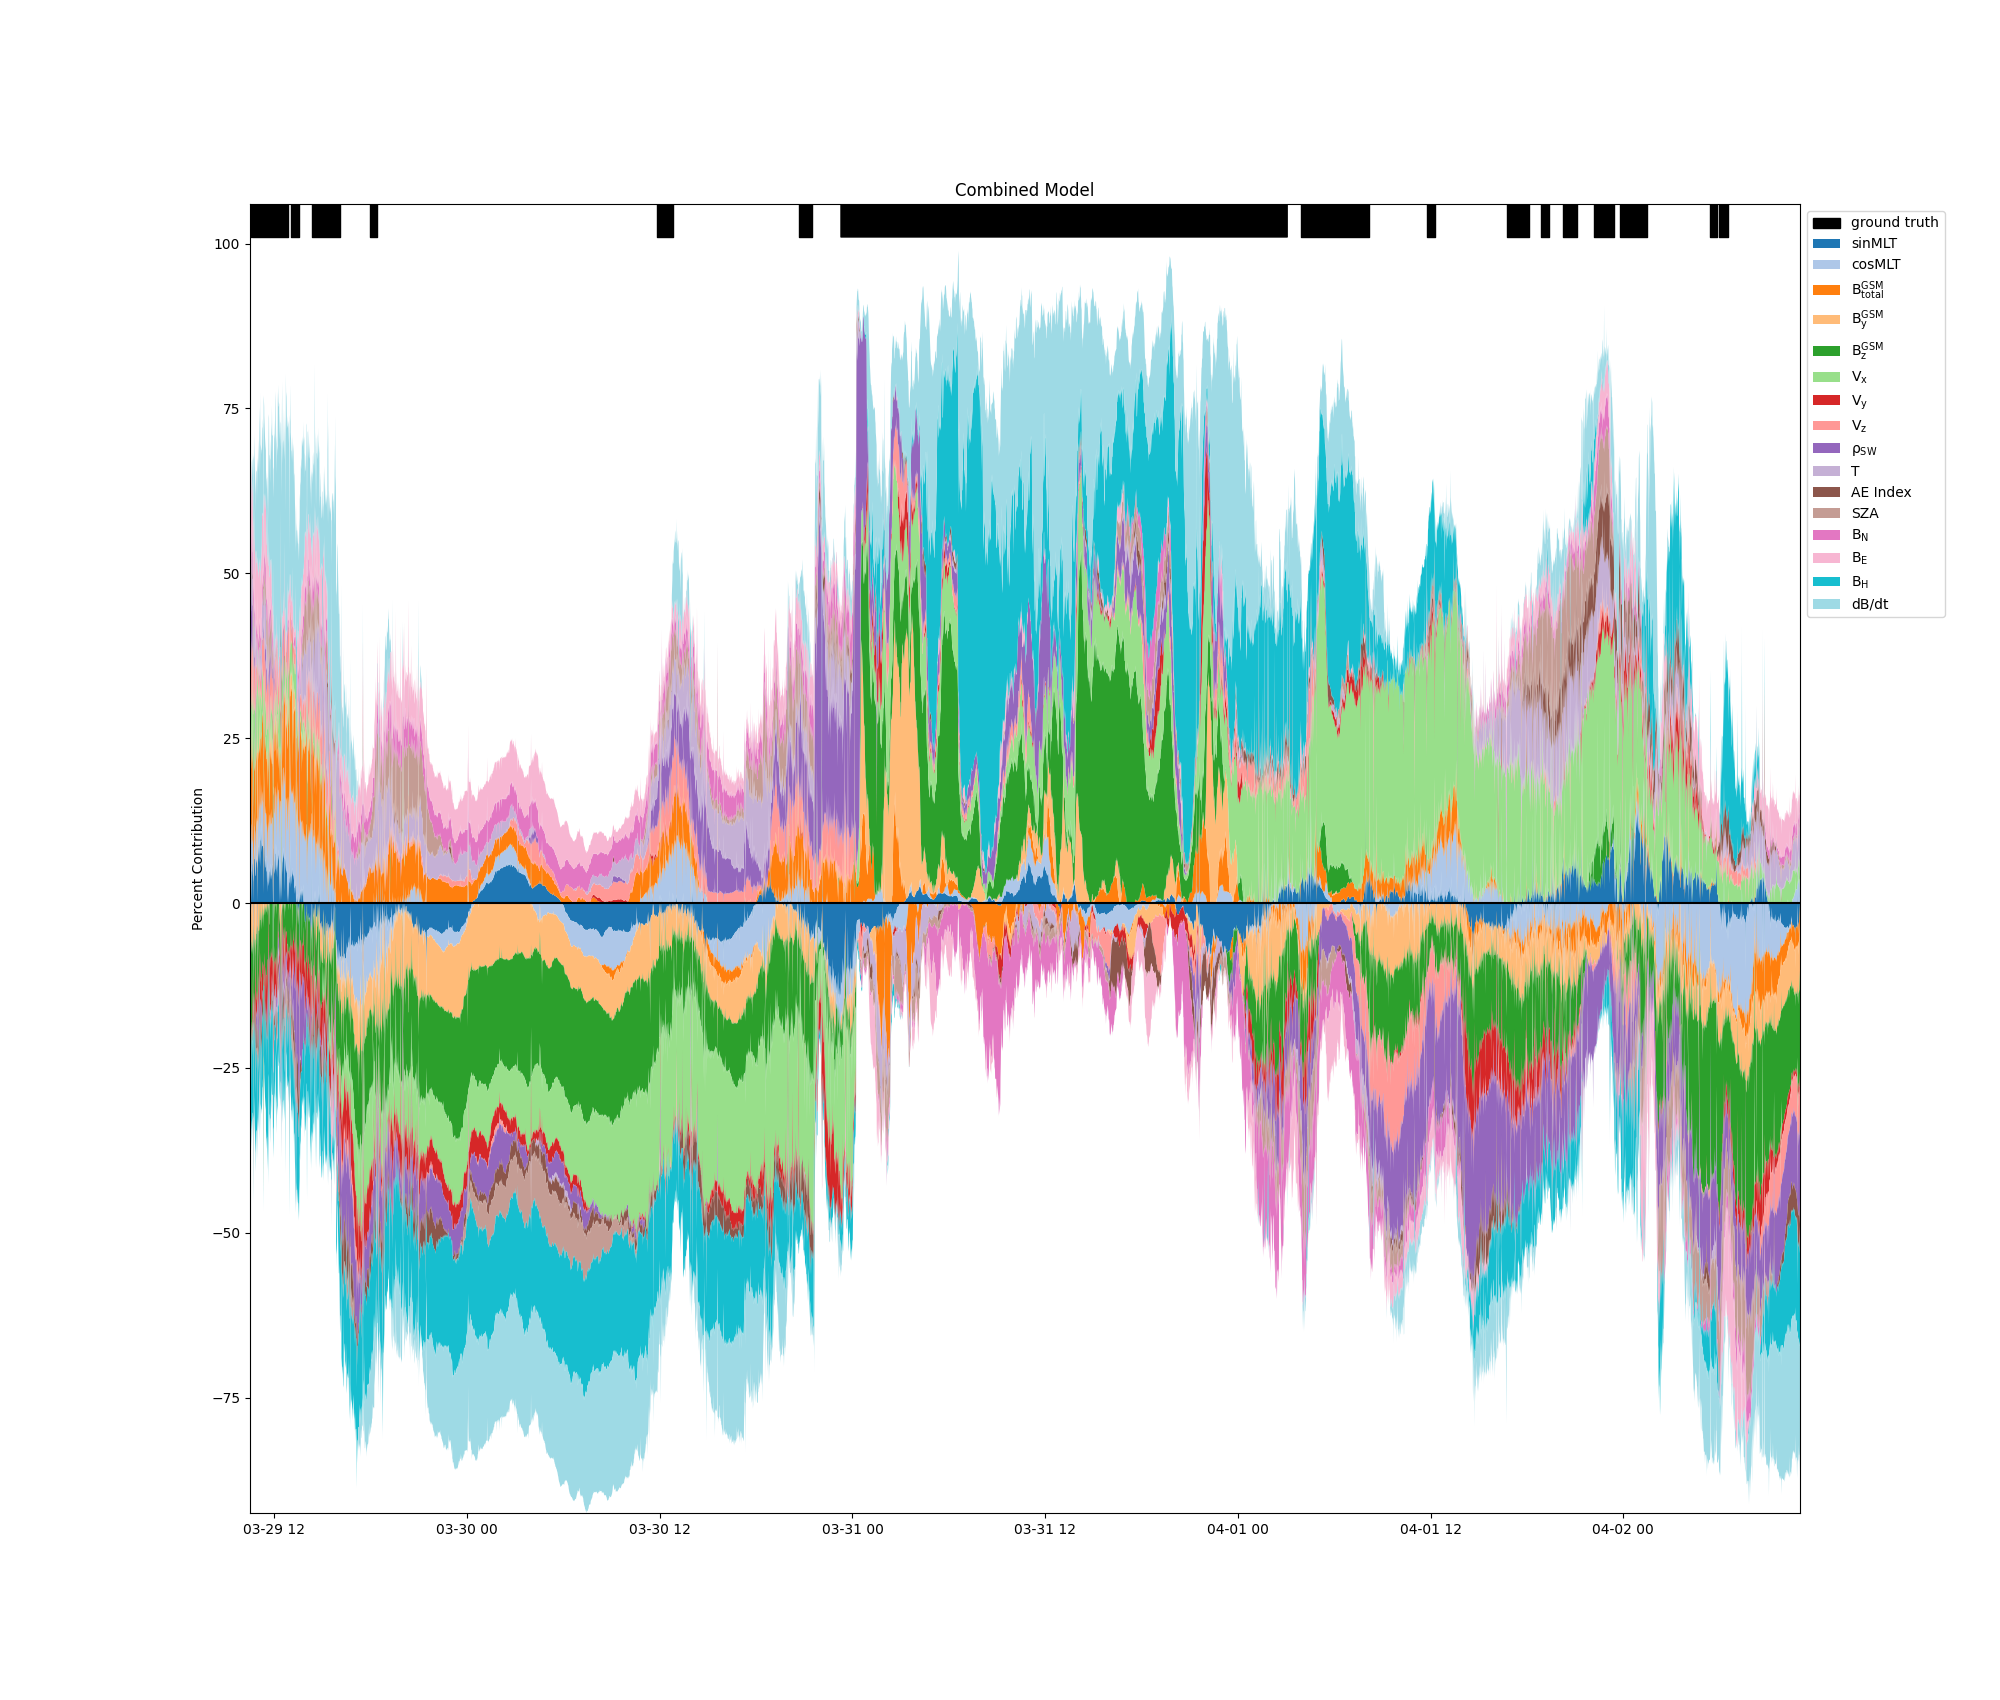 Combined Model
Percent Contribution
100
75
50
25
0
−25
−50
−75
03-29 12
03-30 00
03-30 12
03-31 00
03-31 12
04-01 00
04-01 12
04-02 00
ground truth
sinMLT
cosMLT
B_total^GSM
B_y^GSM
B_z^GSM
V_x
V_y
V_z
ρ_SW
T
AE Index
SZA
B_N
B_E
B_H
dB/dt